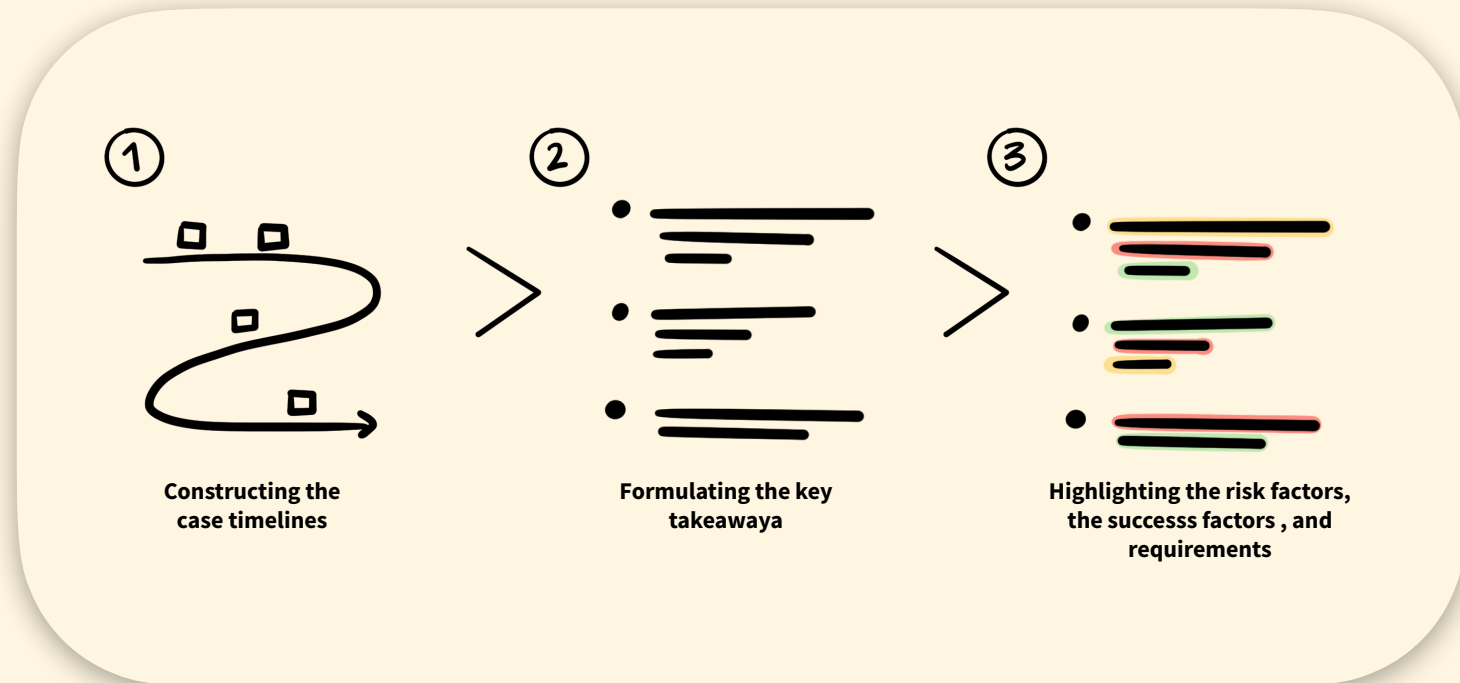 1
2
3
Constructing the
case timelines
Formulating the key
takeawaya
Highlighting the risk factors,
the successs factors , and
requirements